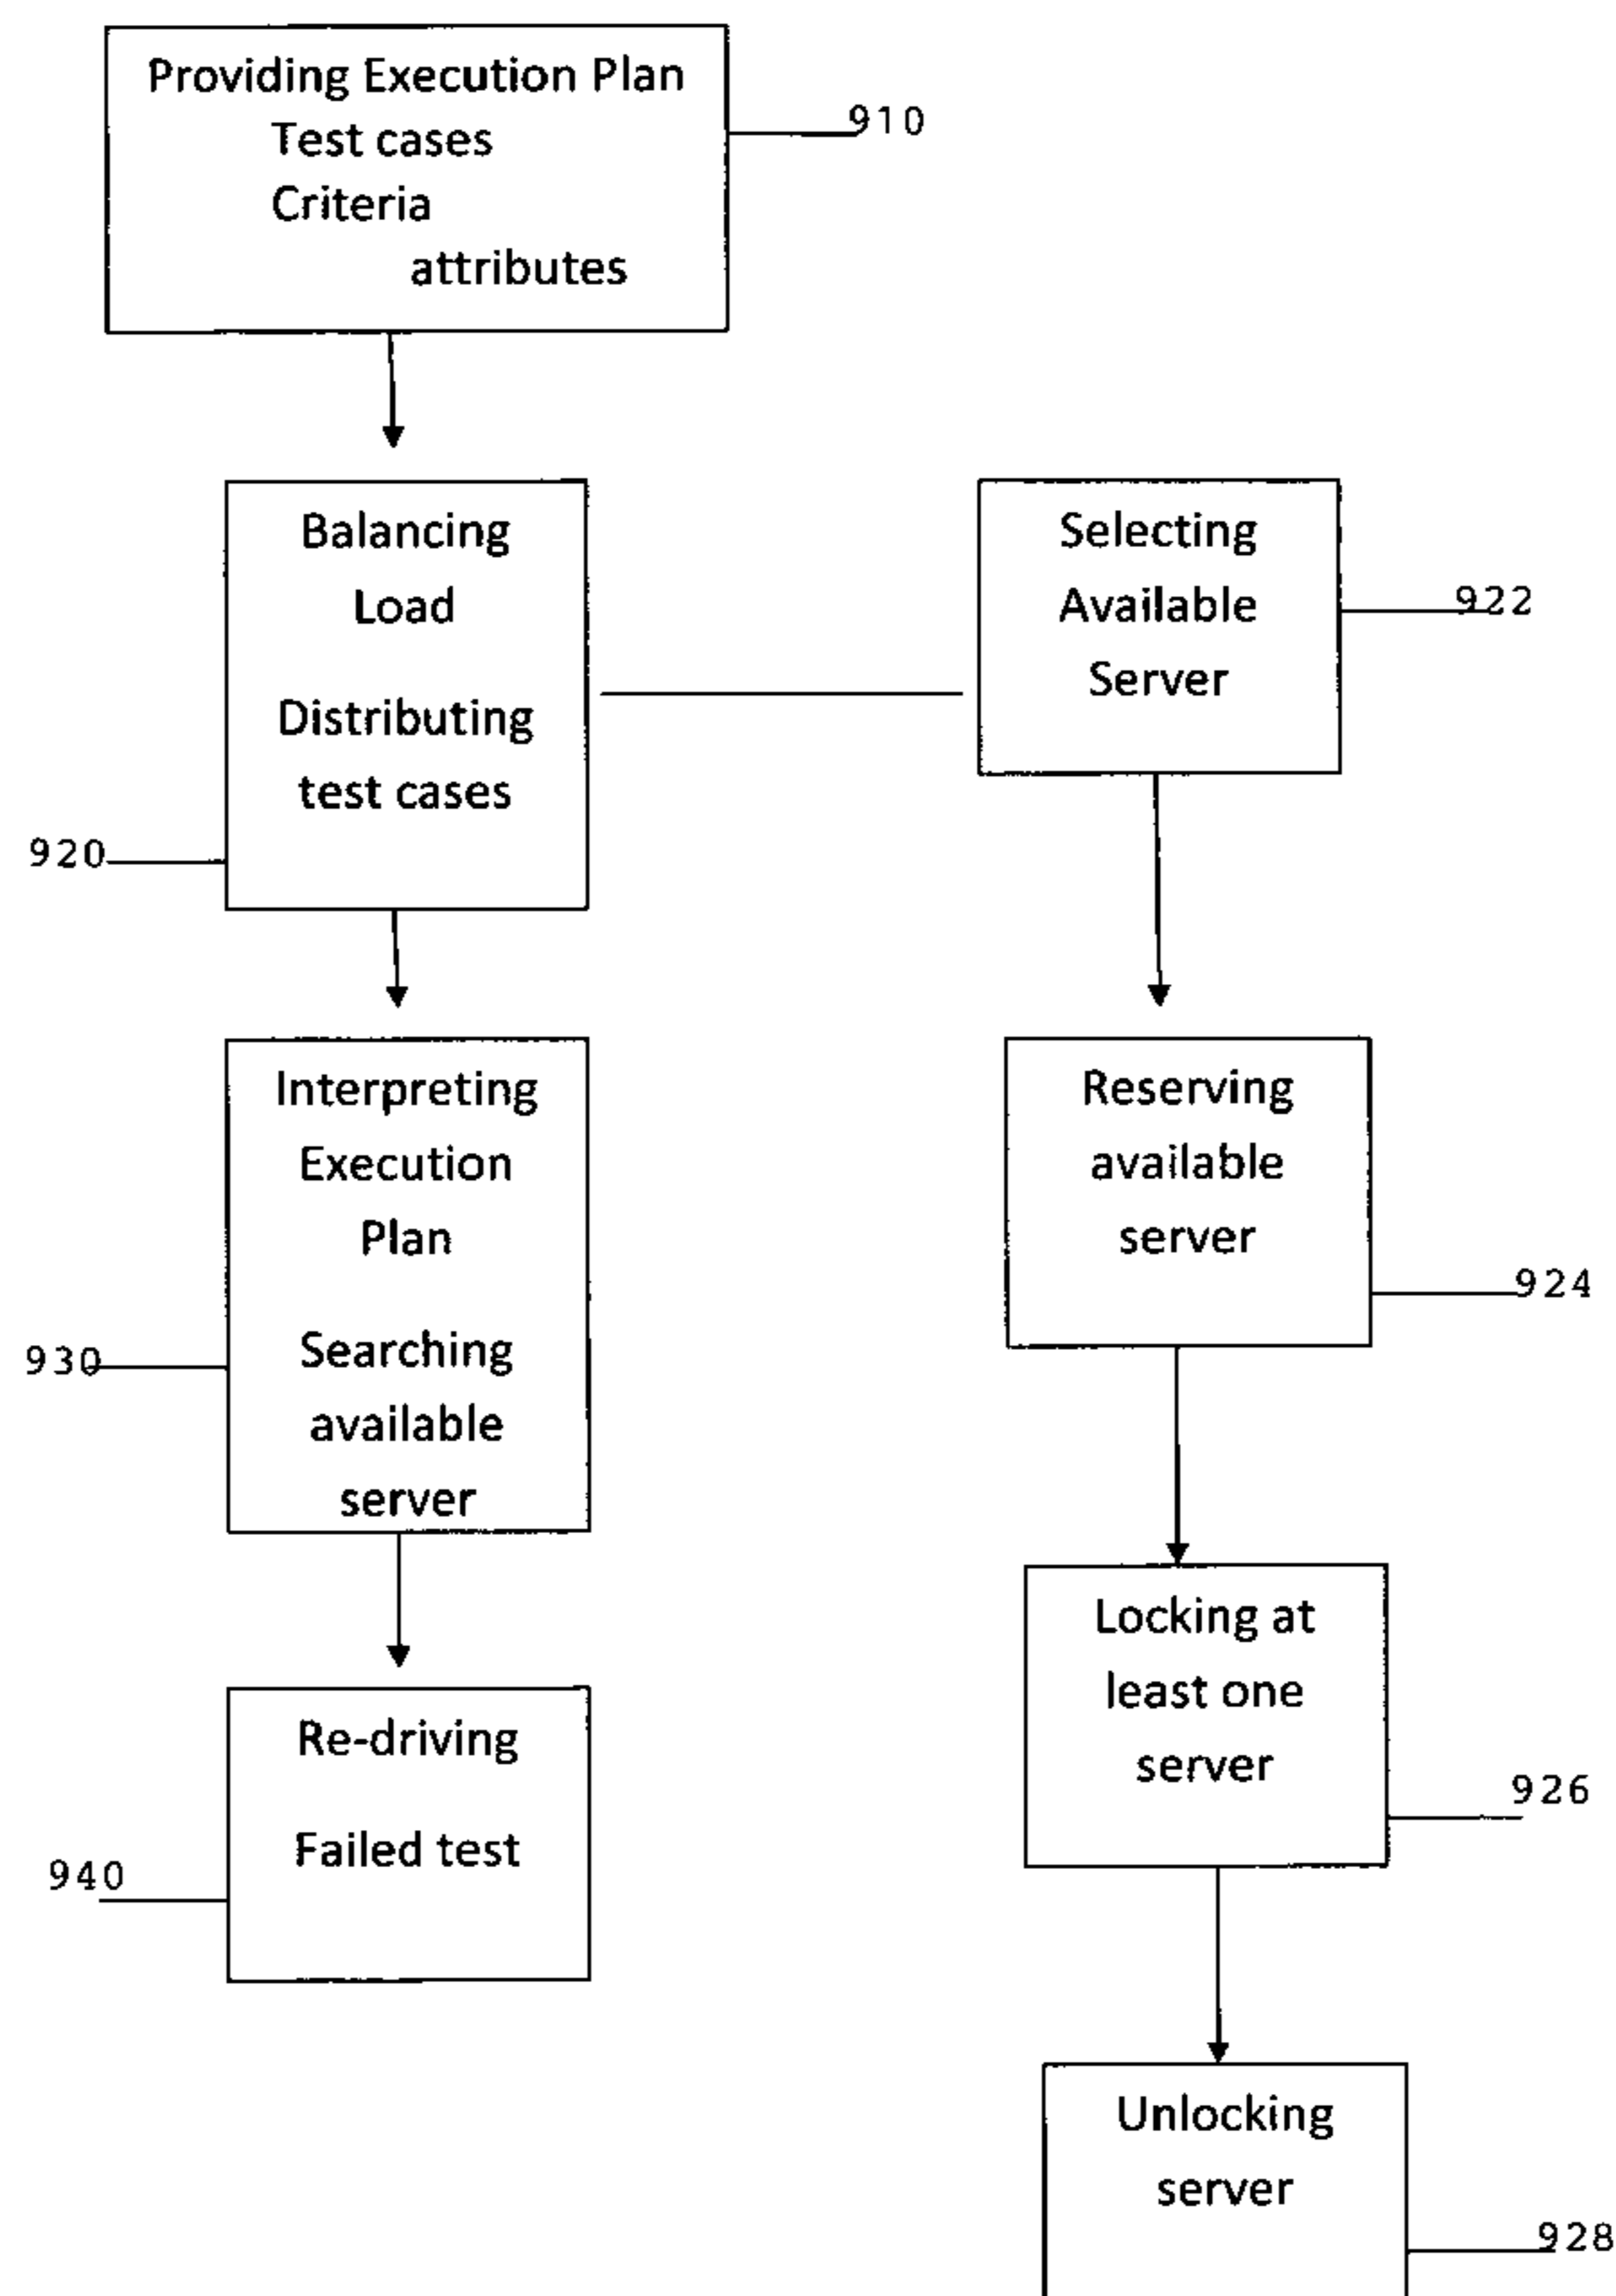 Providing Execution Plan
Test cases
Criteria
attributes
910
Balancing
Load
Distributing
test cases
920
Selecting
Available
Server
922
Interpreting
Execution
Plan
Searching
available
server
930
Reserving
available
server
924
Re-driving
Failed test
940
Locking at
least one
server
926
Unlocking
server
928